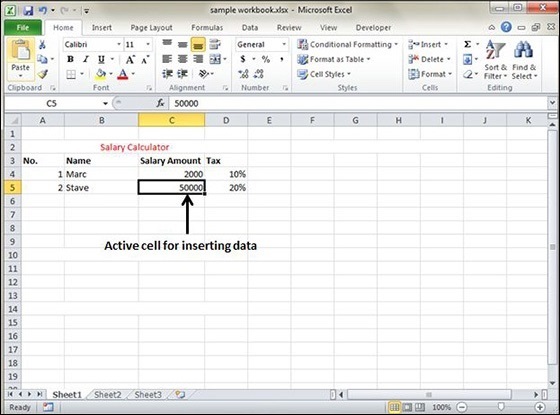 sample workbook.xlsx - Microsoft Excel
File Home Insert Page Layout Formulas Data Review View Developer
Paste Calibri 11 General Conditional Formatting Insert Σ
B I U A A $ % , Format as Table Delete Sort & Filter Find & Select
Cell Styles Format
Clipboard Font Alignment Number Styles Cells Editing
C5 fx 50000
A B C D E F G H I J K
1
2 Salary Calculator
3 No. Name Salary Amount Tax
4 1 Marc 2000 10%
5 2 Stave 50000 20%
6
7
8
9 Active cell for inserting data
10
11
12
13
14
15
16
17
18
19
Sheet1 Sheet2 Sheet3
Ready 100%